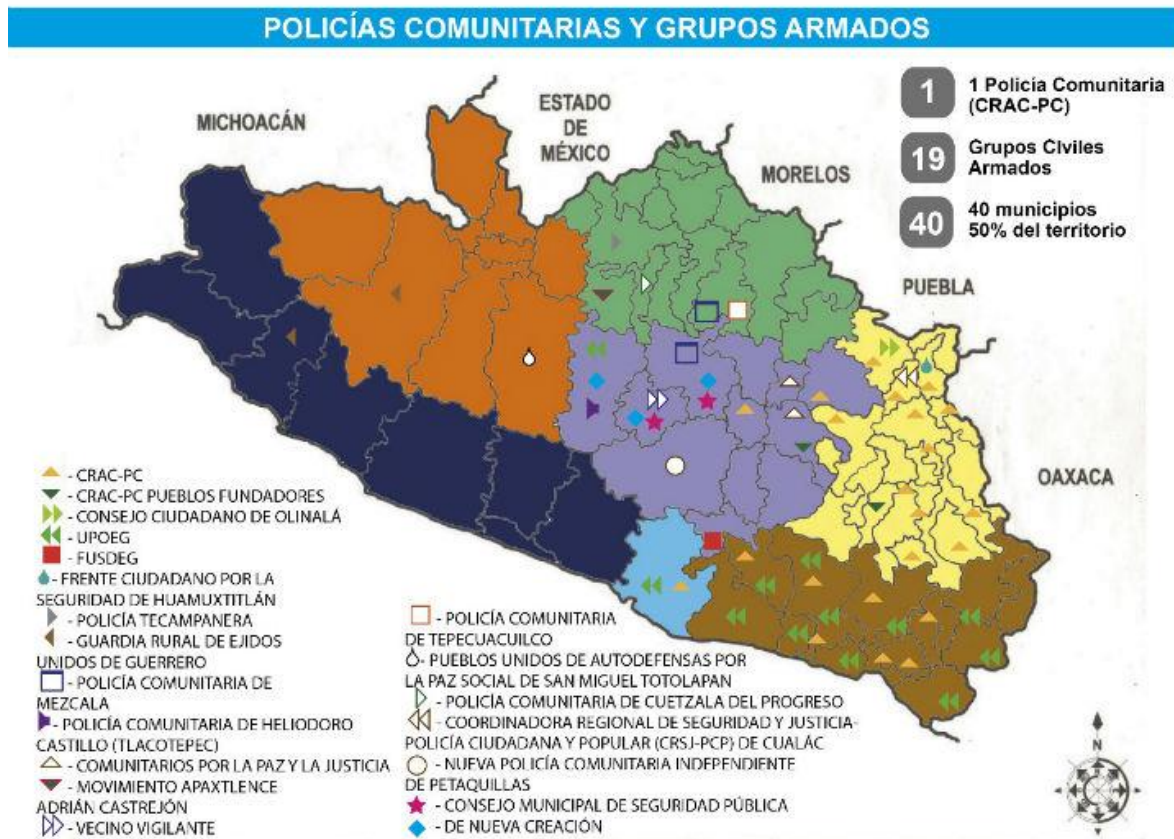 POLICÍAS COMUNITARIAS Y GRUPOS ARMADOS
MICHOACÁN
ESTADO
DE
MÉXICO
MORELOS
PUEBLA
OAXACA
1
1 Policía Comunitaria
(CRAC-PC)
19
Grupos Civiles
Armados
40
40 municipios
50% del territorio
- CRAC-PC
- CRAC-PC PUEBLOS FUNDADORES
- CONSEJO CIUDADANO DE OLINALÁ
- UPOEG
- FUSDEG
- FRENTE CIUDADANO POR LA
SEGURIDAD DE HUAMUXTITLÁN
- POLICÍA TECAMPANERA
- GUARDIA RURAL DE EJIDOS
UNIDOS DE GUERRERO
- POLICÍA COMUNITARIA DE
MEZCALA
- POLICÍA COMUNITARIA DE HELIODORO
CASTILLO (TLACOTEPEC)
- COMUNITARIOS POR LA PAZ Y LA JUSTICIA
- MOVIMIENTO APAXTLENCE
ADRIÁN CASTREJÓN
- VECINO VIGILANTE
- POLICÍA COMUNITARIA
DE TEPECUACUILCO
- PUEBLOS UNIDOS DE AUTODEFENSAS POR
LA PAZ SOCIAL DE SAN MIGUEL TOTOLAPAN
- POLICÍA COMUNITARIA DE CUETZALA DEL PROGRESO
- COORDINADORA REGIONAL DE SEGURIDAD Y JUSTICIA-
POLICÍA CIUDADANA Y POPULAR (CRSJ-PCP) DE CUALÁC
- NUEVA POLICÍA COMUNITARIA INDEPENDIENTE
DE PETAQUILLAS
- CONSEJO MUNICIPAL DE SEGURIDAD PÚBLICA
- DE NUEVA CREACIÓN
N